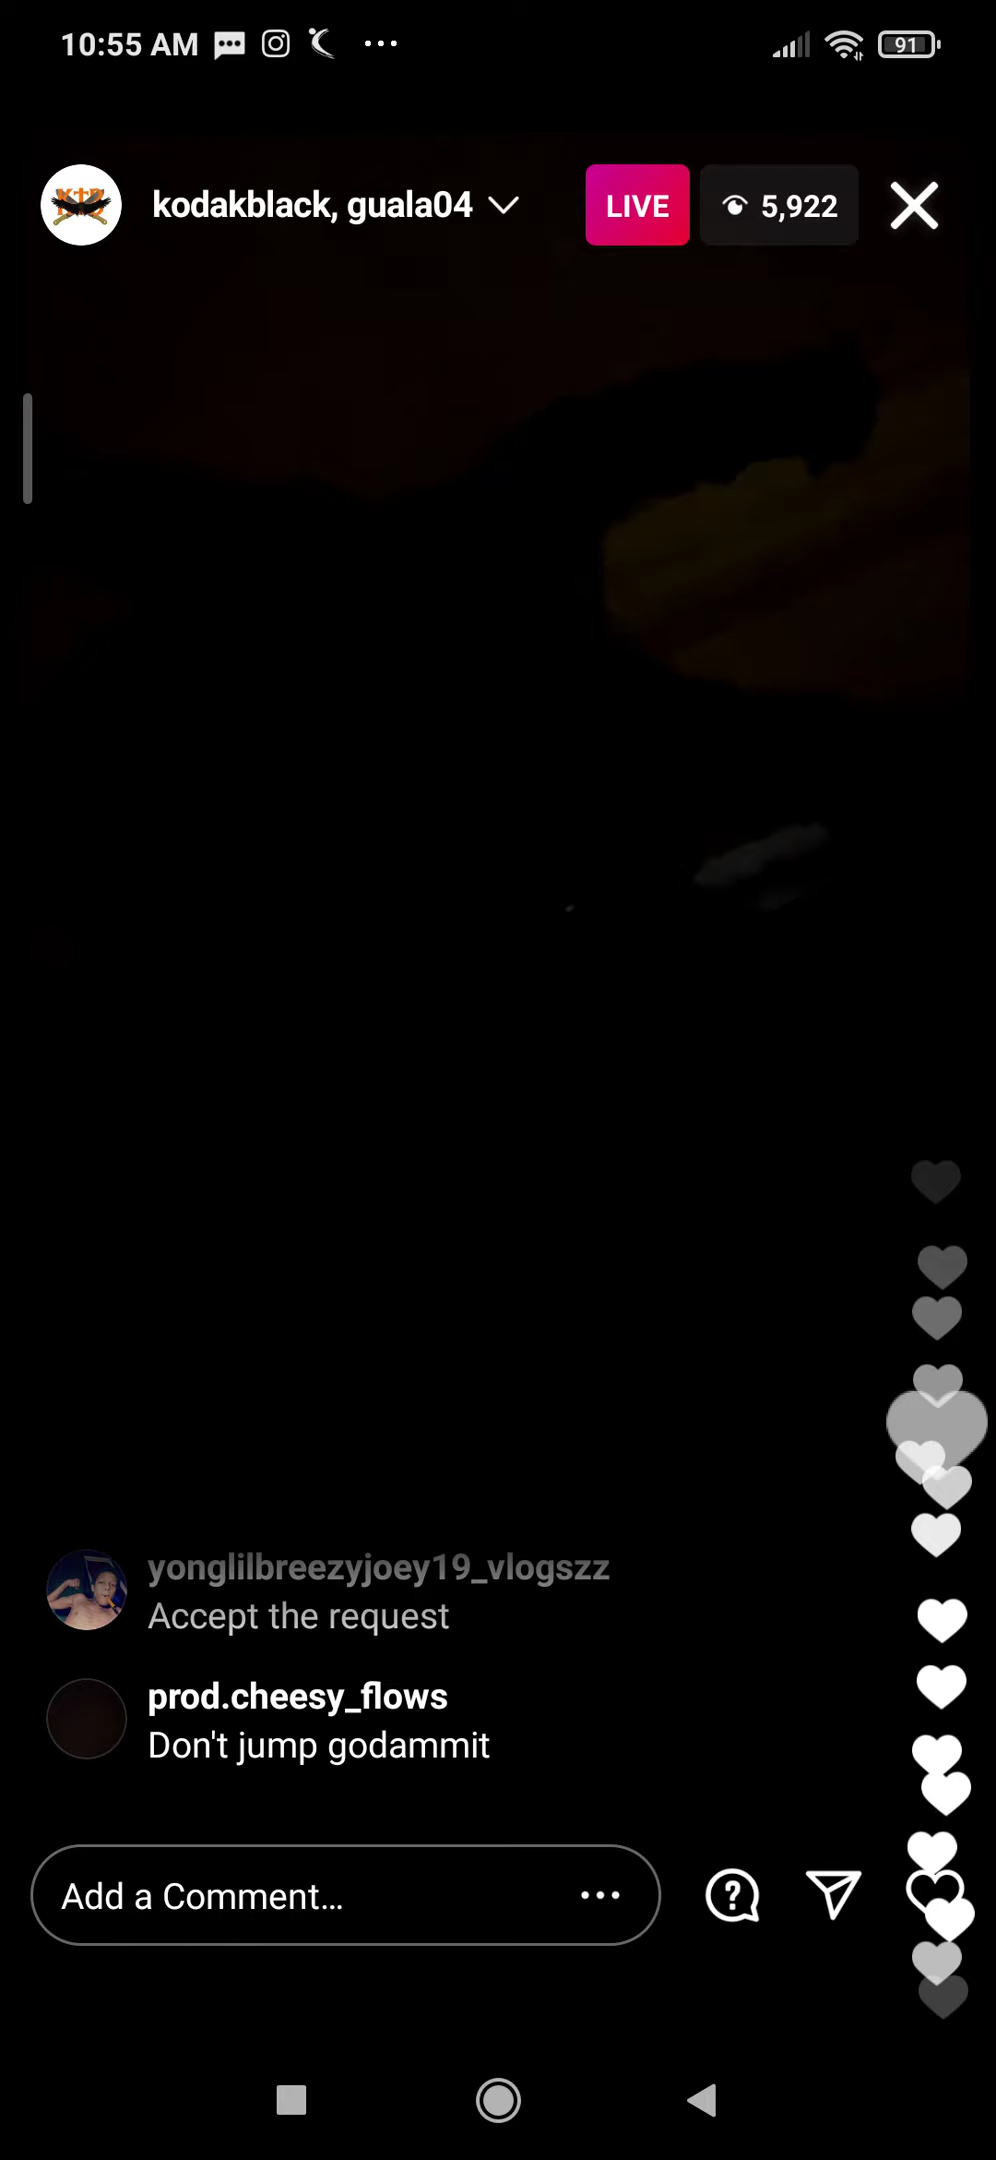 10:55 AM
91
kodakblack, guala04
LIVE
5,922
yonglilbreezyjoey19_vlogszz
Accept the request
prod.cheesy_flows
Don't jump godammit
Add a Comment...